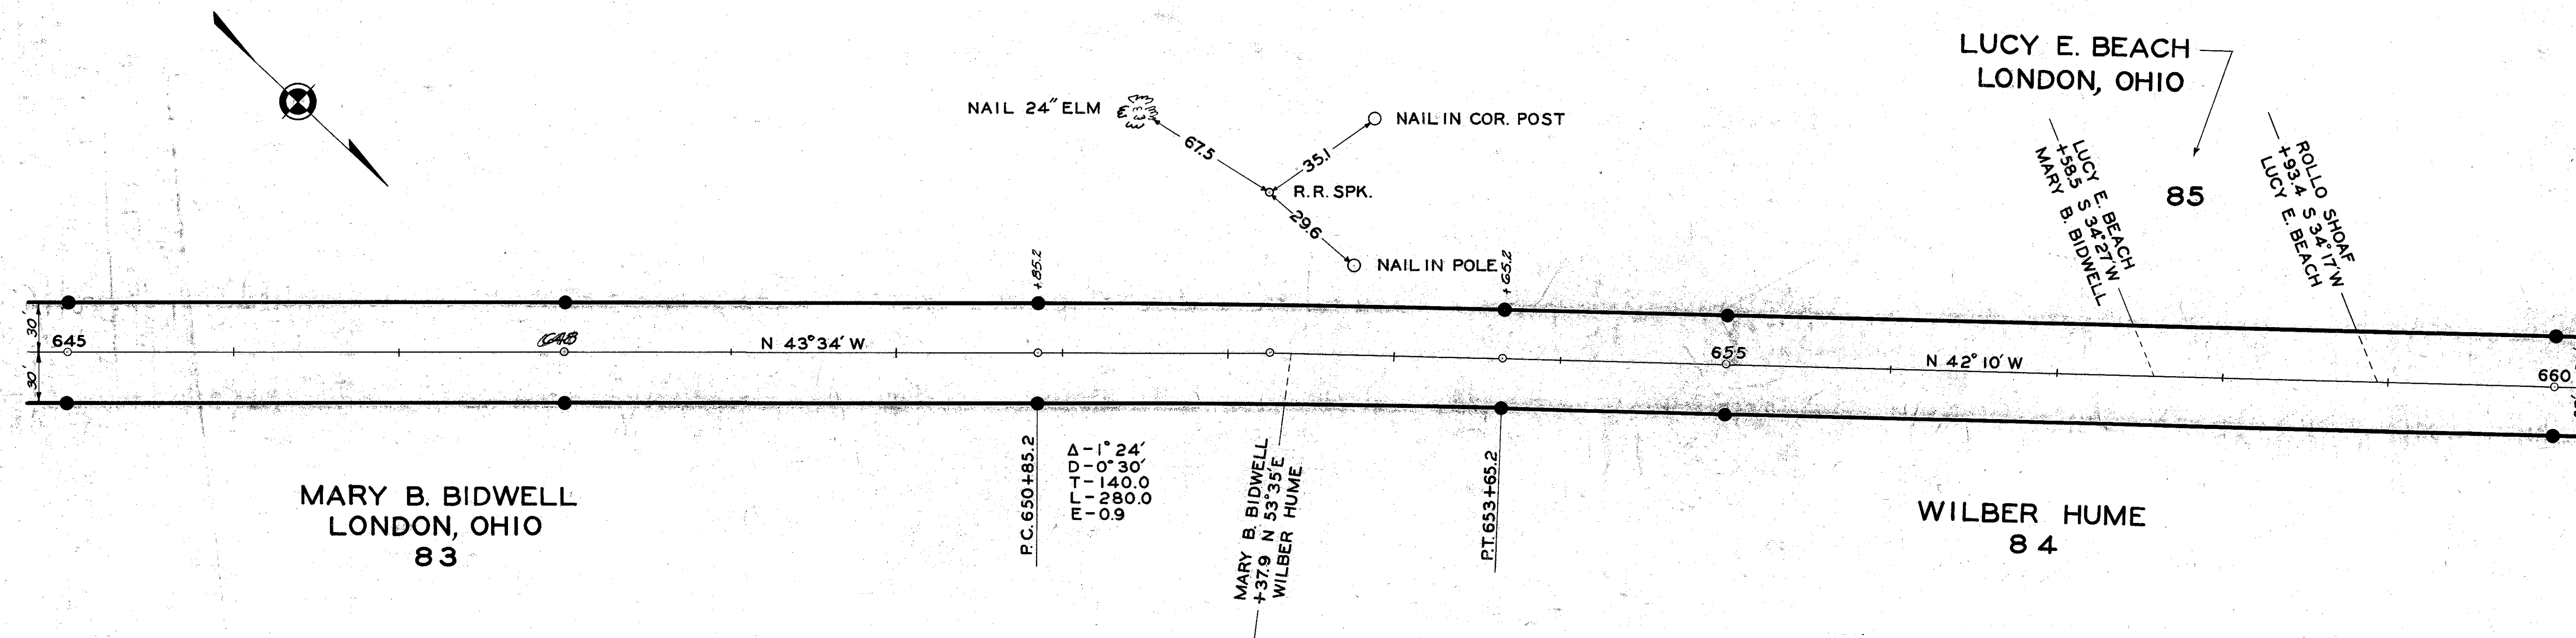 LUCY E. BEACH
LONDON, OHIO
85
NAIL 24" ELM
67.5
35.1
NAIL IN COR. POST
R.R. SPK.
29.6
NAIL IN POLE
LUCY E. BEACH
+58.5 S 34°27' W
MARY B. BIDWELL
ROLLO SHOAF
+93.4 S 34°17' W
LUCY E. BEACH
+85.2
+65.2
30'
30'
645
648
N 43°34' W
655
N 42°10' W
660
P.C. 650+85.2
Δ-1°24'
D-0°30'
T-140.0
L-280.0
E-0.9
MARY B. BIDWELL
+37.9 N 53°35' E
WILBER HUME
P.T. 653+65.2
MARY B. BIDWELL
LONDON, OHIO
83
WILBER HUME
84